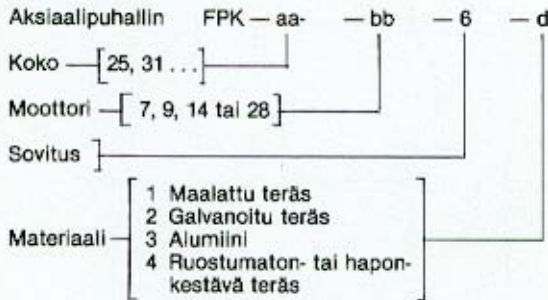 Aksiaalipuhallin FPK — aa- — bb — 6 — d
Koko [25, 31 . . .]
Moottori [7, 9, 14 tai 28]
Sovitus ]
1 Maalattu teräs
2 Galvanoitu teräs
3 Alumiini
Materiaali
4 Ruostumaton- tai hapon-
kestävä teräs